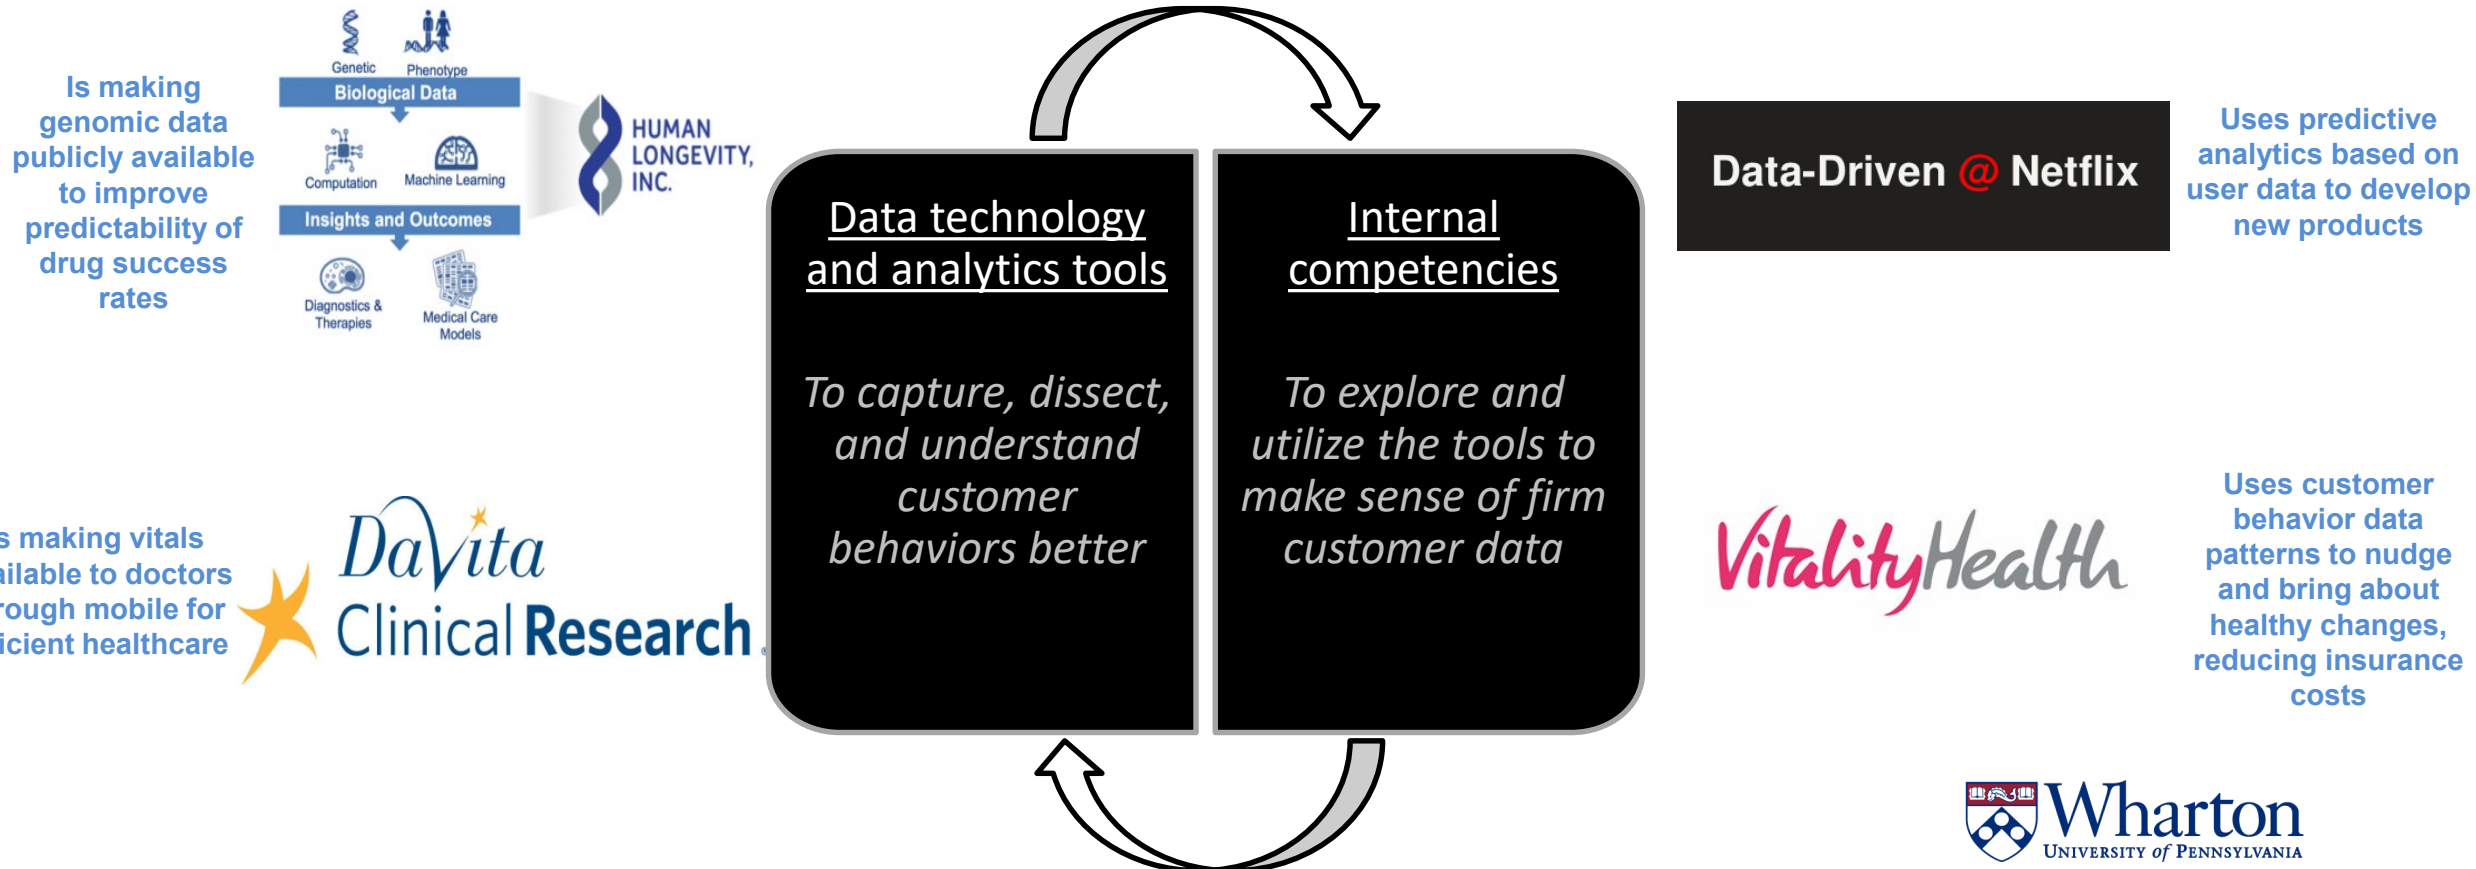 Is making
genomic data
publicly available
to improve
predictability of
drug success
rates
Genetic
Phenotype
Biological Data
Computation
Machine Learning
Insights and Outcomes
Diagnostics &
Therapies
Medical Care
Models
HUMAN
LONGEVITY,
INC.
s making vitals
ailable to doctors
rough mobile for
icient healthcare
DaVita
Clinical Research
Data technology
and analytics tools
To capture, dissect,
and understand
customer
behaviors better
Internal
competencies
To explore and
utilize the tools to
make sense of firm
customer data
Data-Driven @ Netflix
Uses predictive
analytics based on
user data to develop
new products
VitalityHealth
Uses customer
behavior data
patterns to nudge
and bring about
healthy changes,
reducing insurance
costs
Wharton
UNIVERSITY of PENNSYLVANIA